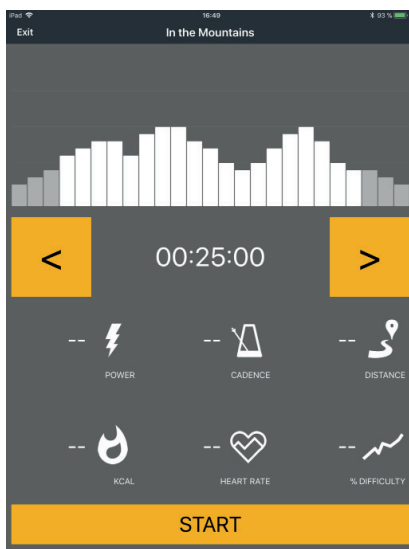 iPad 16:49 93 %
Exit In the Mountains
< 00:25:00 >
-- -- --
POWER CADENCE DISTANCE
-- -- --
KCAL HEART RATE % DIFFICULTY
START